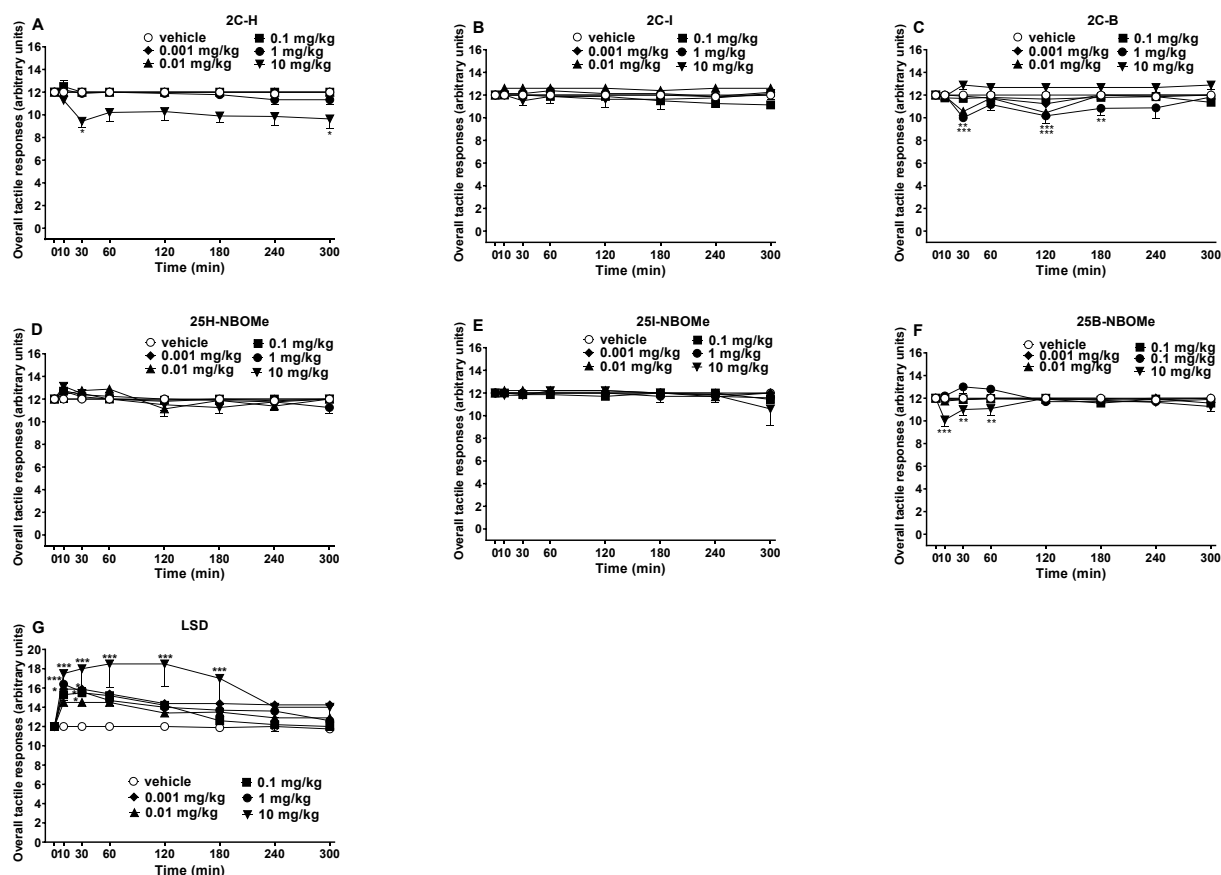 A
2C-H
Overall tactile responses (arbitrary units)
16
14
12
10
8
6
4
2
0
vehicle
0.001 mg/kg
0.01 mg/kg
0.1 mg/kg
1 mg/kg
10 mg/kg
*
*
0 10 30 60 120 180 240 300
Time (min)
B
2C-I
Overall tactile responses (arbitrary units)
16
14
12
10
8
6
4
2
0
vehicle
0.001 mg/kg
0.01 mg/kg
0.1 mg/kg
1 mg/kg
10 mg/kg
0 10 30 60 120 180 240 300
Time (min)
C
2C-B
Overall tactile responses (arbitrary units)
16
14
12
10
8
6
4
2
0
vehicle
0.001 mg/kg
0.01 mg/kg
0.1 mg/kg
1 mg/kg
10 mg/kg
**
***
***
***
**
0 10 30 60 120 180 240 300
Time (min)
D
25H-NBOMe
Overall tactile responses (arbitrary units)
16
14
12
10
8
6
4
2
0
vehicle
0.001 mg/kg
0.01 mg/kg
0.1 mg/kg
1 mg/kg
10 mg/kg
0 10 30 60 120 180 240 300
Time (min)
E
25I-NBOMe
Overall tactile responses (arbitrary units)
16
14
12
10
8
6
4
2
0
vehicle
0.001 mg/kg
0.01 mg/kg
0.1 mg/kg
1 mg/kg
10 mg/kg
0 10 30 60 120 180 240 300
Time (min)
F
25B-NBOMe
Overall tactile responses (arbitrary units)
16
14
12
10
8
6
4
2
0
vehicle
0.001 mg/kg
0.01 mg/kg
0.1 mg/kg
0.1 mg/kg
10 mg/kg
***
**
**
0 10 30 60 120 180 240 300
Time (min)
G
LSD
Overall tactile responses (arbitrary units)
20
18
16
14
12
10
8
6
4
2
0
*** *** *** *** ***
***
*
vehicle
0.001 mg/kg
0.01 mg/kg
0.1 mg/kg
1 mg/kg
10 mg/kg
0 10 30 60 120 180 240 300
Time (min)